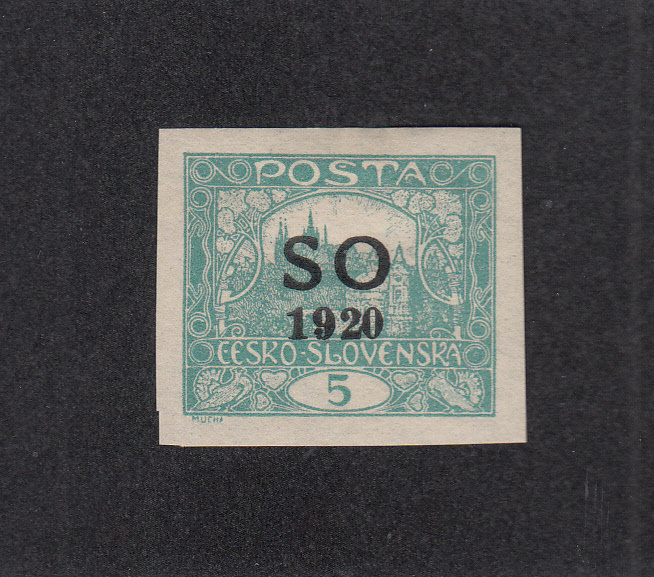 POSTA
SO
1920
ČESKO-SLOVENSKÁ
5
MUCHA